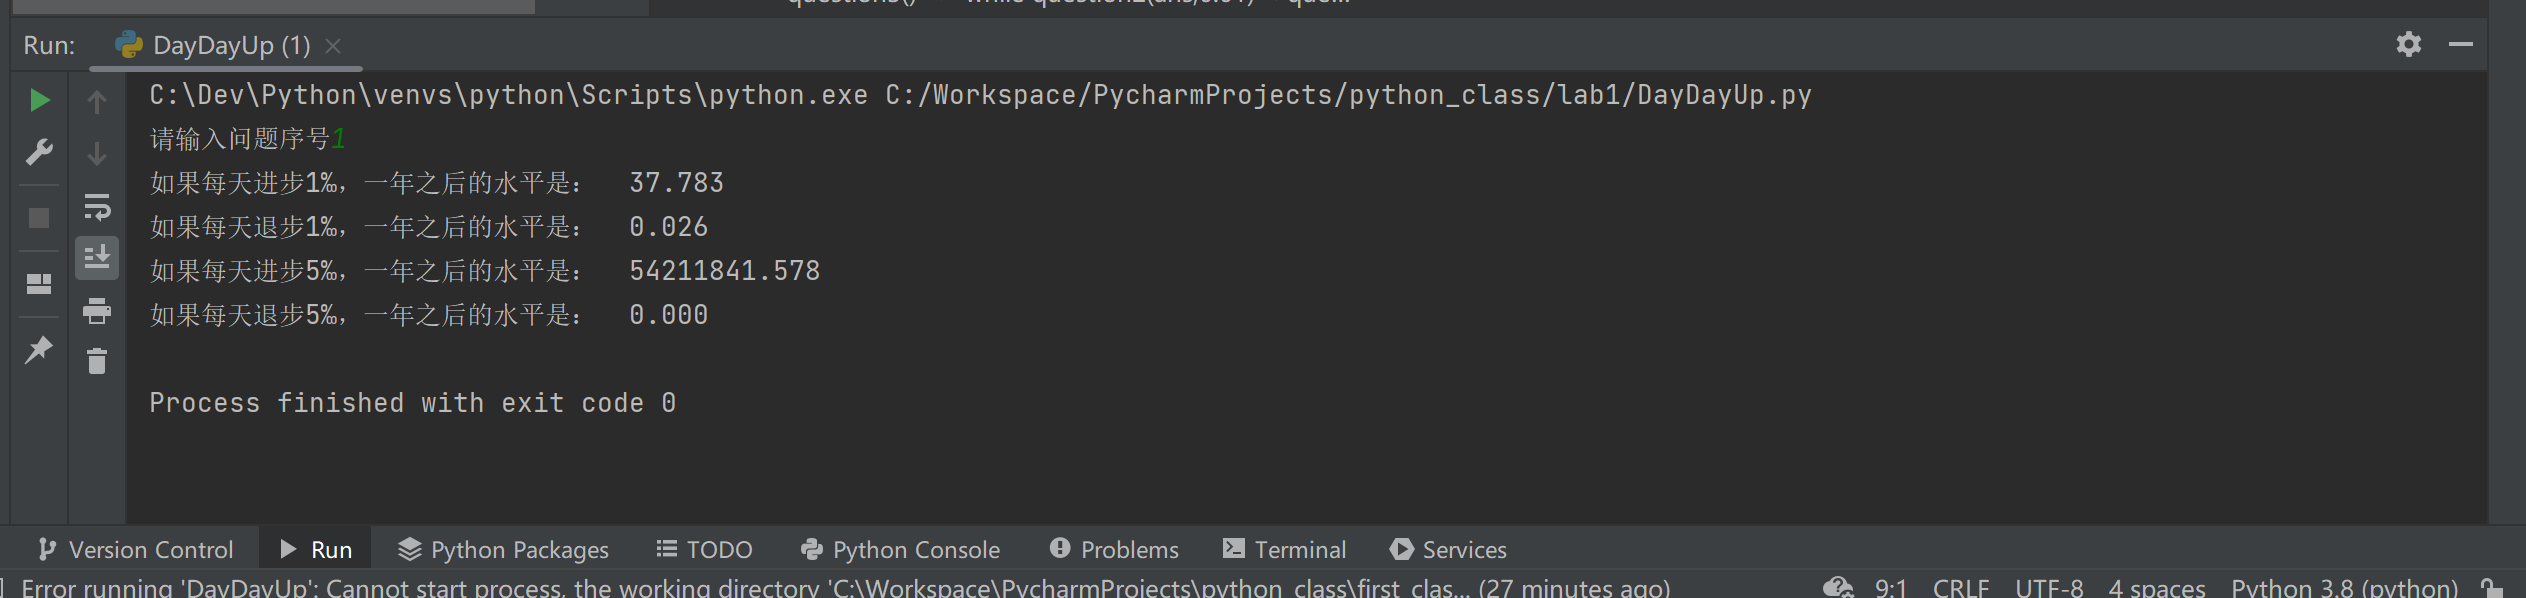 Run: DayDayUp (1)
C:\Dev\Python\venvs\python\Scripts\python.exe C:/Workspace/PycharmProjects/python_class/lab1/DayDayUp.py
请输入问题序号1
如果每天进步1‰，一年之后的水平是： 37.783
如果每天退步1‰，一年之后的水平是： 0.026
如果每天进步5‰，一年之后的水平是： 54211841.578
如果每天退步5‰，一年之后的水平是： 0.000
Process finished with exit code 0
Version Control Run Python Packages TODO Python Console Problems Terminal Services
Error running 'DayDayUp': Cannot start process, the working directory 'C:\Workspace\PycharmProjects\python_class\first_clas... (27 minutes ago) 9:1 CRLF UTF-8 4 spaces Python 3.8 (python)